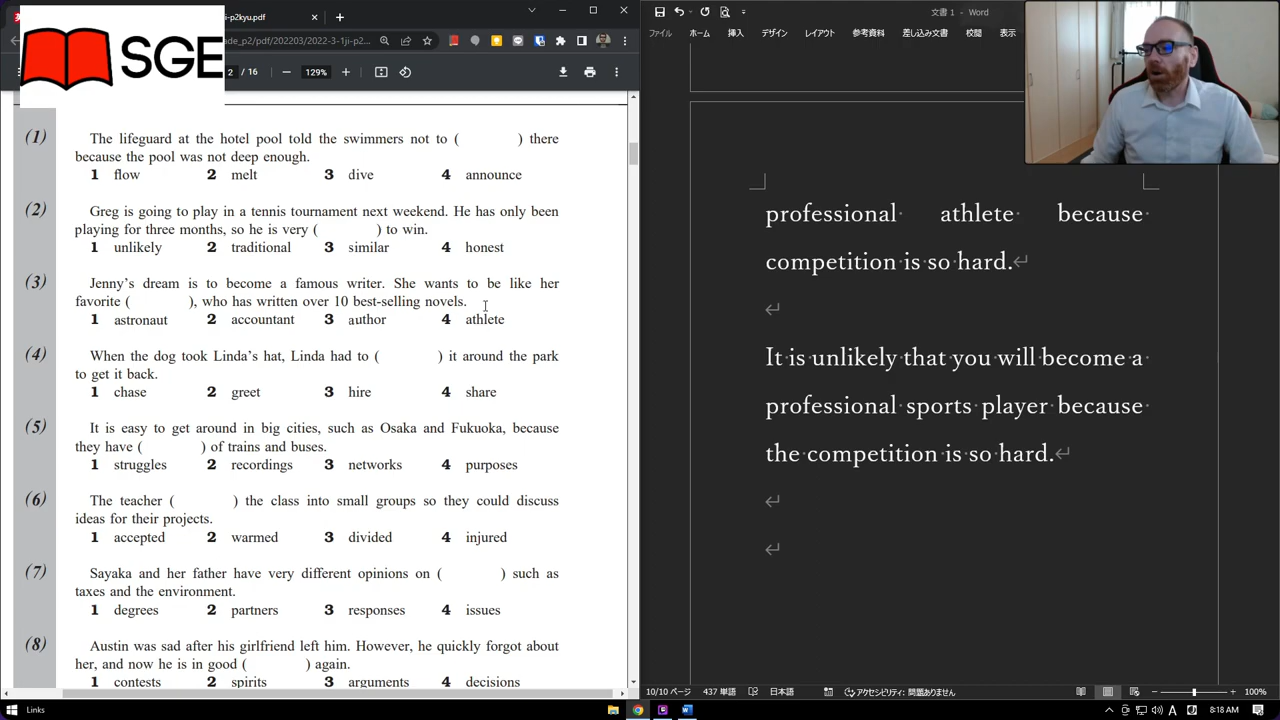 i-p2kyu.pdf
ade_p2/pdf/202203/2022-3-1ji-p2...
2 / 16
129%
SGE
(1) The lifeguard at the hotel pool told the swimmers not to ( ) there
because the pool was not deep enough.
1 flow 2 melt 3 dive 4 announce
(2) Greg is going to play in a tennis tournament next weekend. He has only been
playing for three months, so he is very ( ) to win.
1 unlikely 2 traditional 3 similar 4 honest
(3) Jenny's dream is to become a famous writer. She wants to be like her
favorite ( ), who has written over 10 best-selling novels.
1 astronaut 2 accountant 3 author 4 athlete
(4) When the dog took Linda's hat, Linda had to ( ) it around the park
to get it back.
1 chase 2 greet 3 hire 4 share
(5) It is easy to get around in big cities, such as Osaka and Fukuoka, because
they have ( ) of trains and buses.
1 struggles 2 recordings 3 networks 4 purposes
(6) The teacher ( ) the class into small groups so they could discuss
ideas for their projects.
1 accepted 2 warmed 3 divided 4 injured
(7) Sayaka and her father have very different opinions on ( ) such as
taxes and the environment.
1 degrees 2 partners 3 responses 4 issues
(8) Austin was sad after his girlfriend left him. However, he quickly forgot about
her, and now he is in good ( ) again.
1 contests 2 spirits 3 arguments 4 decisions
文書 1 - Word
ファイル ホーム 挿入 デザイン レイアウト 参考資料 差し込み文書 校閲 表示
professional athlete because
competition is so hard.
It is unlikely that you will become a
professional sports player because
the competition is so hard.
10/10 ページ 437 単語 日本語 アクセシビリティ: 問題ありません 100%
Links A 8:18 AM